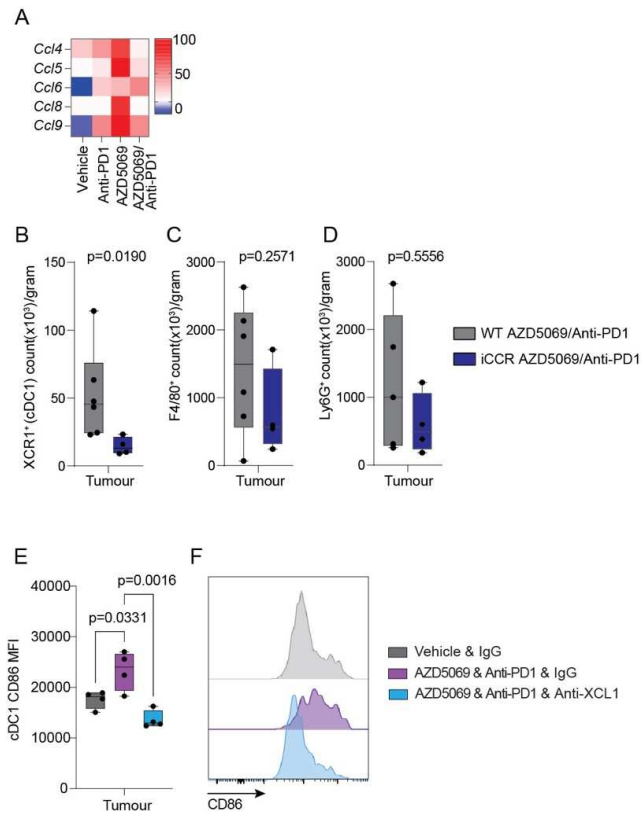 A
Ccl4
Ccl5
Ccl6
Ccl8
Ccl9
100
50
0
Vehicle
Anti-PD1
AZD5069
AZD5069/
Anti-PD1
B
p=0.0190
XCR1+ (cDC1) count(x10³)/gram
150
100
50
0
Tumour
C
p=0.2571
F4/80+ count(x10³)/gram
3000
2000
1000
0
Tumour
D
p=0.5556
Ly6G+ count(x10³)/gram
3000
2000
1000
0
Tumour
WT AZD5069/Anti-PD1
iCCR AZD5069/Anti-PD1
E
p=0.0016
p=0.0331
cDC1 CD86 MFI
40000
30000
20000
10000
0
Tumour
F
CD86
Vehicle & IgG
AZD5069 & Anti-PD1 & IgG
AZD5069 & Anti-PD1 & Anti-XCL1